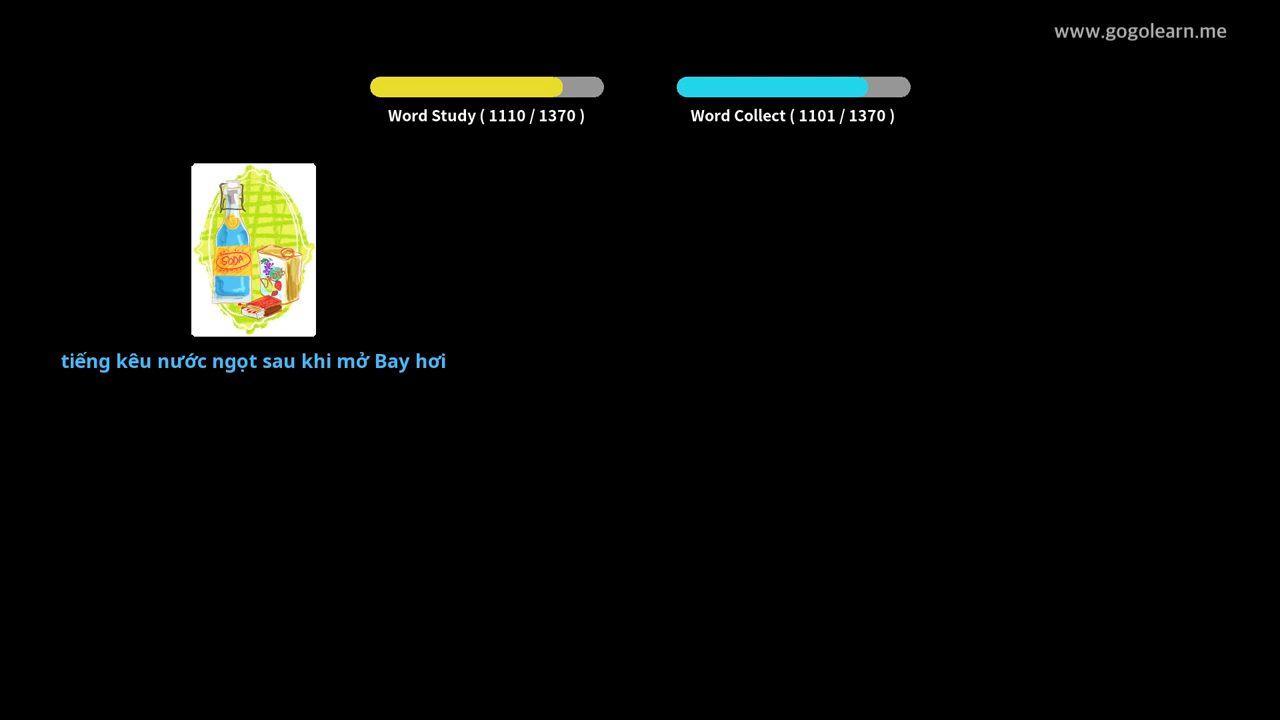 www.gogolearn.me
Word Study ( 1110 / 1370 )
Word Collect ( 1101 / 1370 )
SODA
tiếng kêu nước ngọt sau khi mở Bay hơi